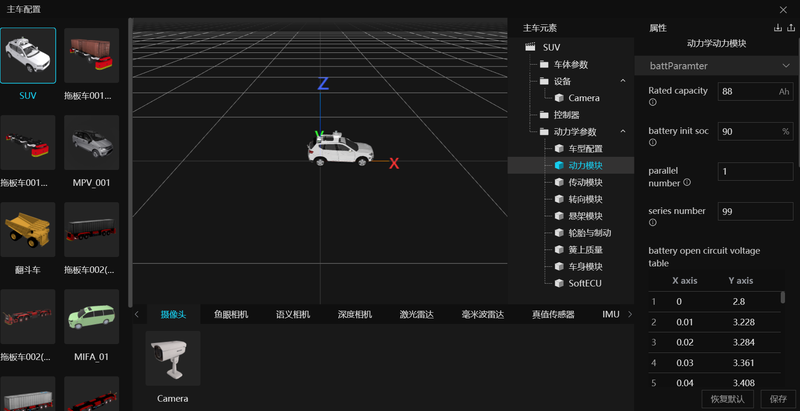 主车配置
SUV
拖板车001...
拖板车001...
MPV_001
翻斗车
拖板车002(...
拖板车002(...
MIFA_01
Z
Y
X
摄像头
鱼眼相机
语义相机
深度相机
激光雷达
毫米波雷达
真值传感器
IMU
Camera
主车元素
SUV
车体参数
设备
Camera
控制器
动力学参数
车型配置
动力模块
传动模块
转向模块
悬架模块
轮胎与制动
簧上质量
车身模块
SoftECU
属性
动力学动力模块
battParamter
Rated capacity 88 Ah
battery init soc 90 %
parallel
number 1
series number 99
battery open circuit voltage
table
X axis Y axis
1 0 2.8
2 0.01 3.228
3 0.02 3.284
4 0.03 3.361
5 0.04 3.408
恢复默认 保存